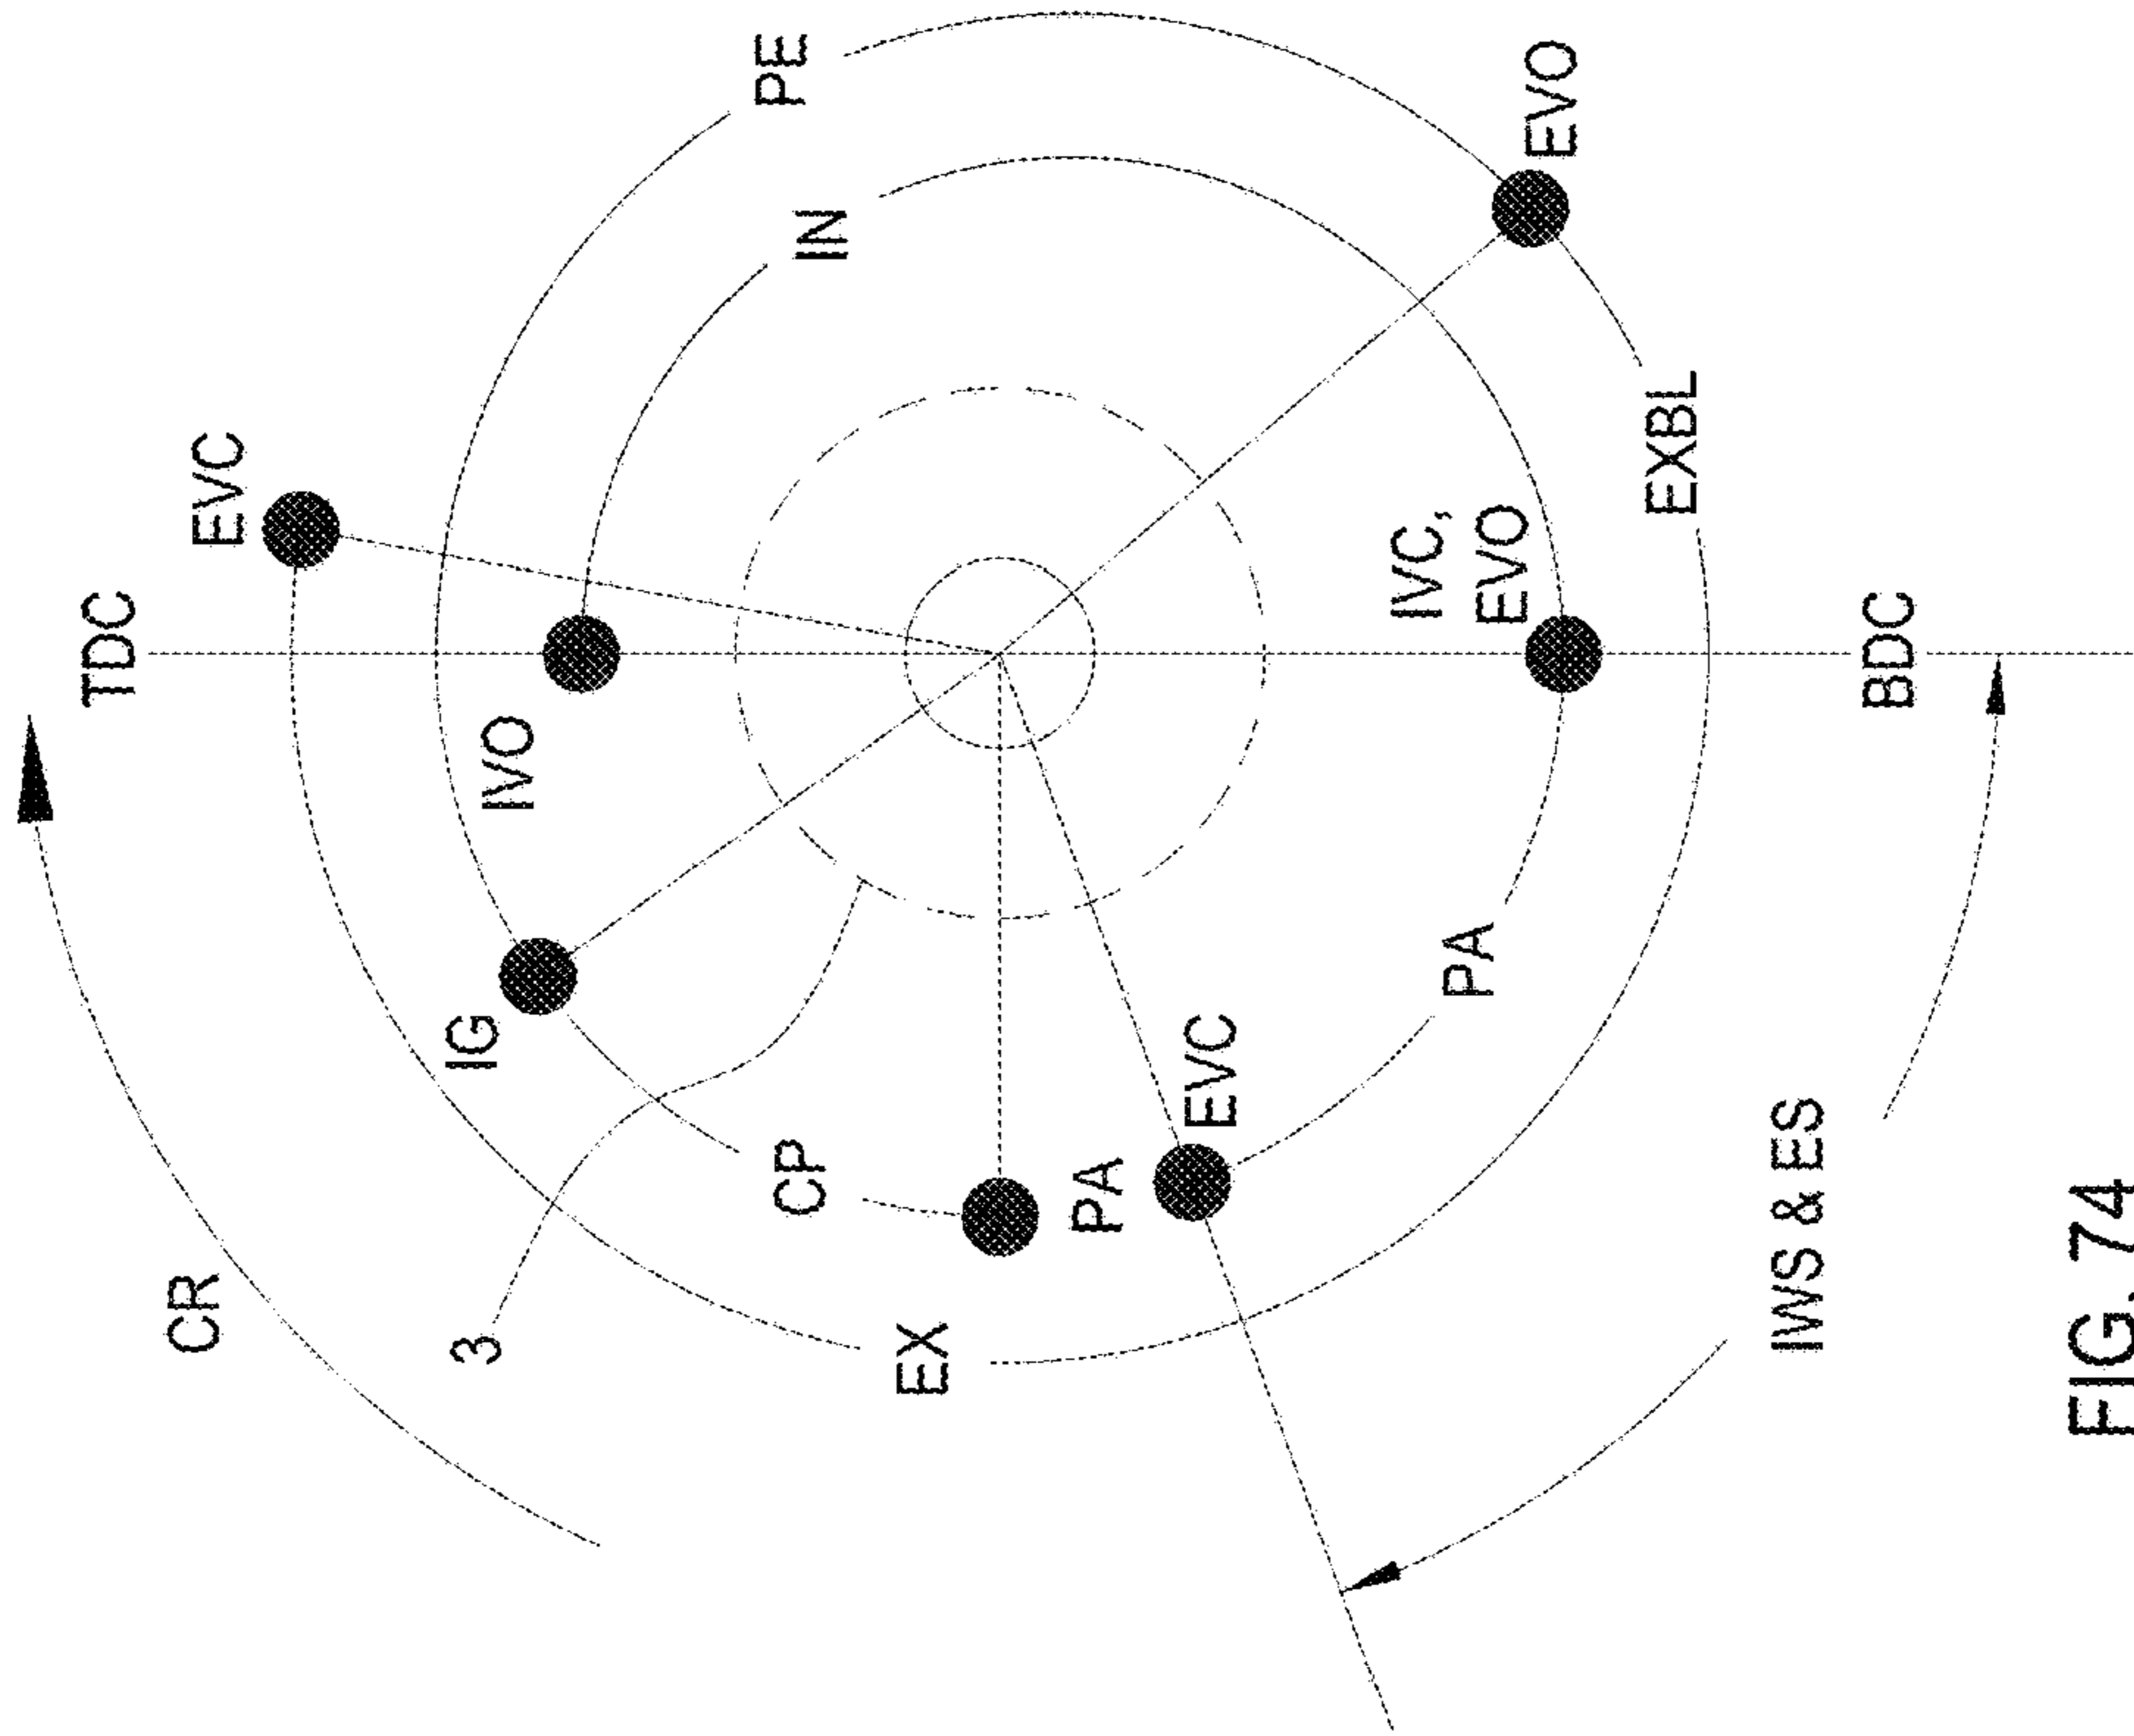 CR
TDC
EVC
3
IG
IVO
PE
IN
EX
CP
PA
EVC
PA
IVC,
EVO
EVO
EXBL
IWS & ES
BDC
FIG. 74